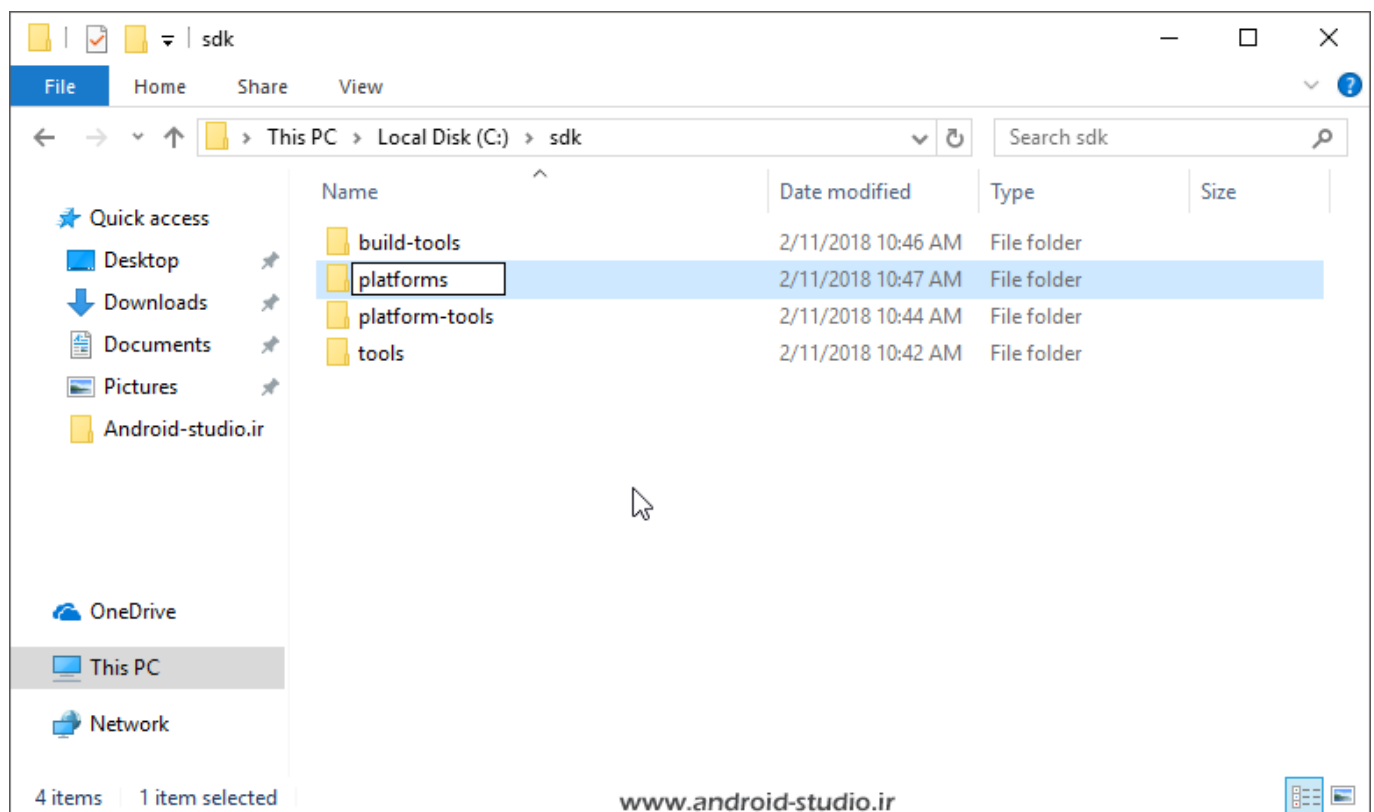 sdk
File Home Share View
This PC > Local Disk (C:) > sdk Search sdk
Name Date modified Type Size
Quick access
Desktop
Downloads
Documents
Pictures
Android-studio.ir
OneDrive
This PC
Network
build-tools 2/11/2018 10:46 AM File folder
platforms 2/11/2018 10:47 AM File folder
platform-tools 2/11/2018 10:44 AM File folder
tools 2/11/2018 10:42 AM File folder
4 items 1 item selected
www.android-studio.ir